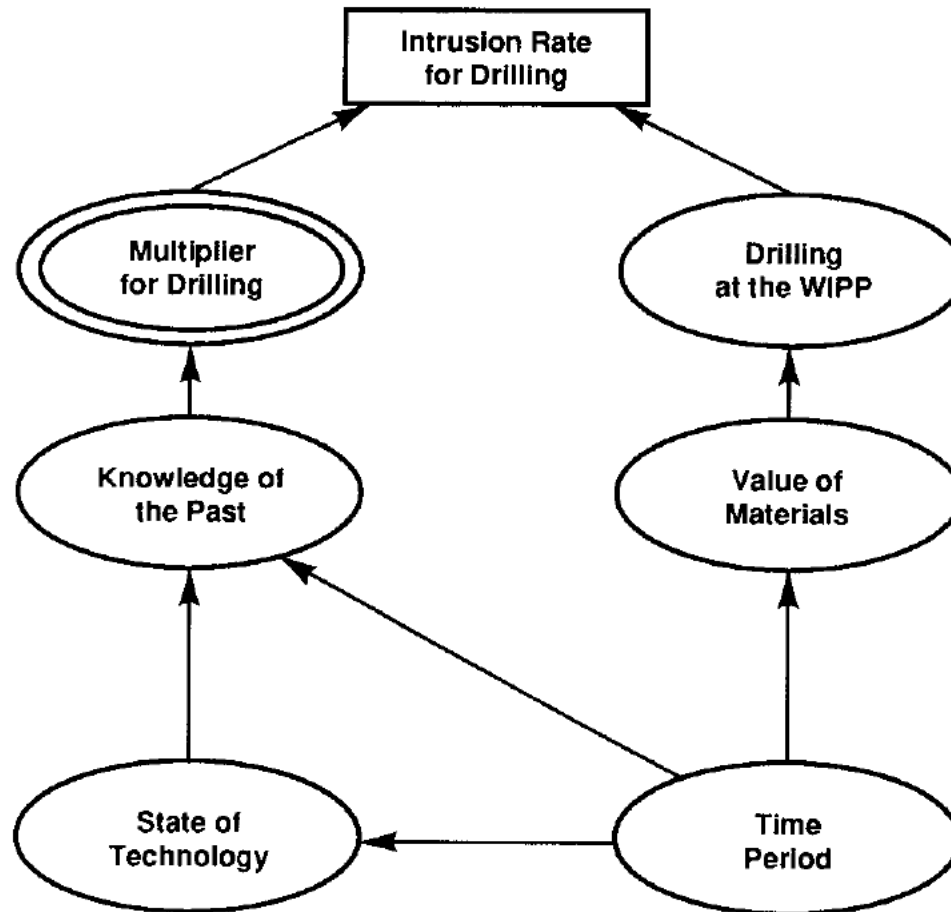 Intrusion Rate
for Drilling
Multiplier
for Drilling
Drilling
at the WIPP
Knowledge of
the Past
Value of
Materials
State of
Technology
Time
Period